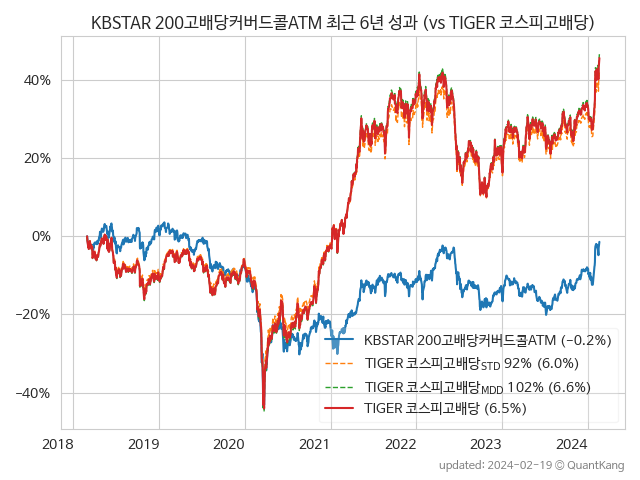 KBSTAR 200고배당커버드콜ATM 최근 6년 성과 (vs TIGER 코스피고배당)
40%
20%
0%
−20%
−40%
KBSTAR 200고배당커버드콜ATM (−0.2%)
TIGER 코스피고배당STD 92% (6.0%)
TIGER 코스피고배당MDD 102% (6.6%)
TIGER 코스피고배당 (6.5%)
2018 2019 2020 2021 2022 2023 2024
updated: 2024-02-19 © QuantKang